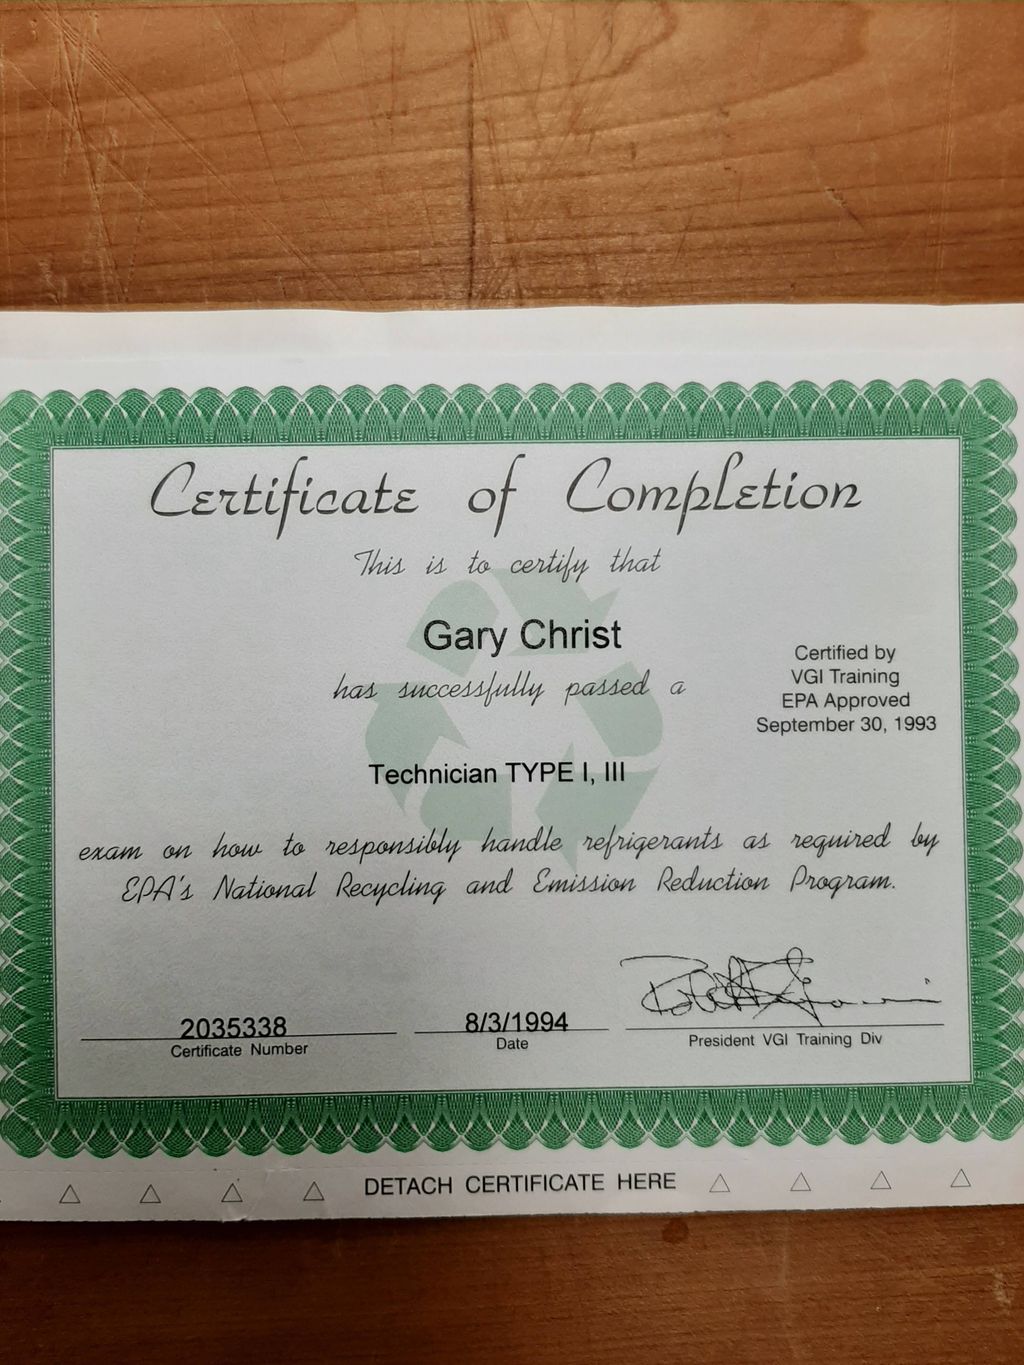 Certificate of Completion
This is to certify that
Gary Christ
has successfully passed a
Certified by
VGI Training
EPA Approved
September 30, 1993
Technician TYPE I, III
exam on how to responsibly handle refrigerants as required by
EPA's National Recycling and Emission Reduction Program.
2035338
Certificate Number
8/3/1994
Date
President VGI Training Div
DETACH CERTIFICATE HERE